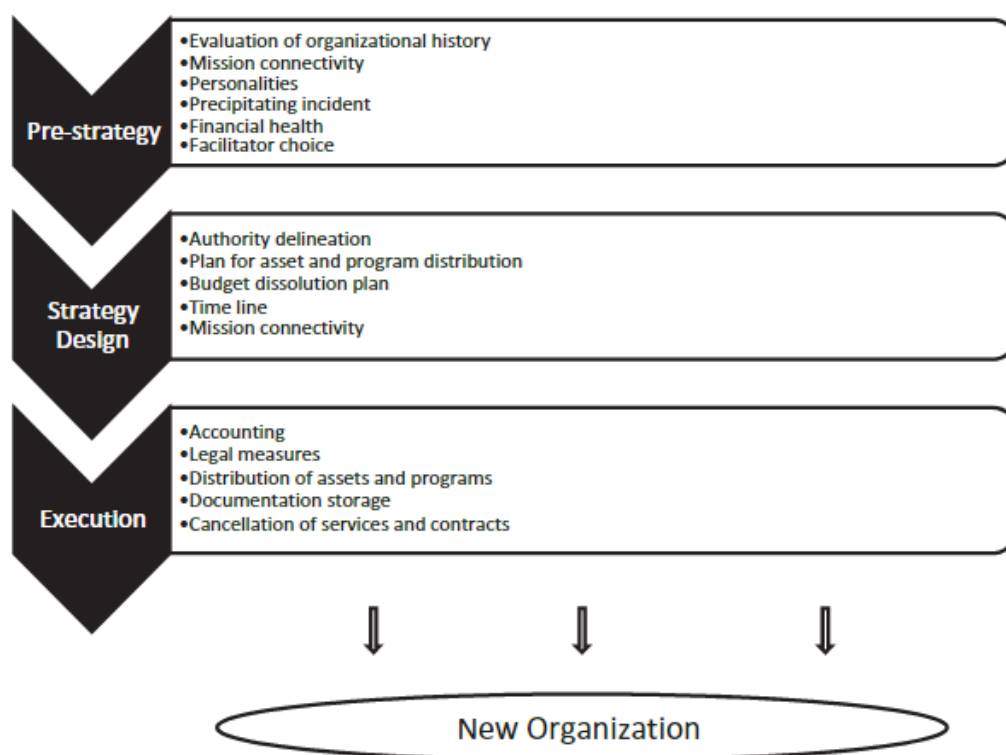 Pre-strategy
•Evaluation of organizational history
•Mission connectivity
•Personalities
•Precipitating incident
•Financial health
•Facilitator choice
Strategy
Design
•Authority delineation
•Plan for asset and program distribution
•Budget dissolution plan
•Time line
•Mission connectivity
Execution
•Accounting
•Legal measures
•Distribution of assets and programs
•Documentation storage
•Cancellation of services and contracts
New Organization